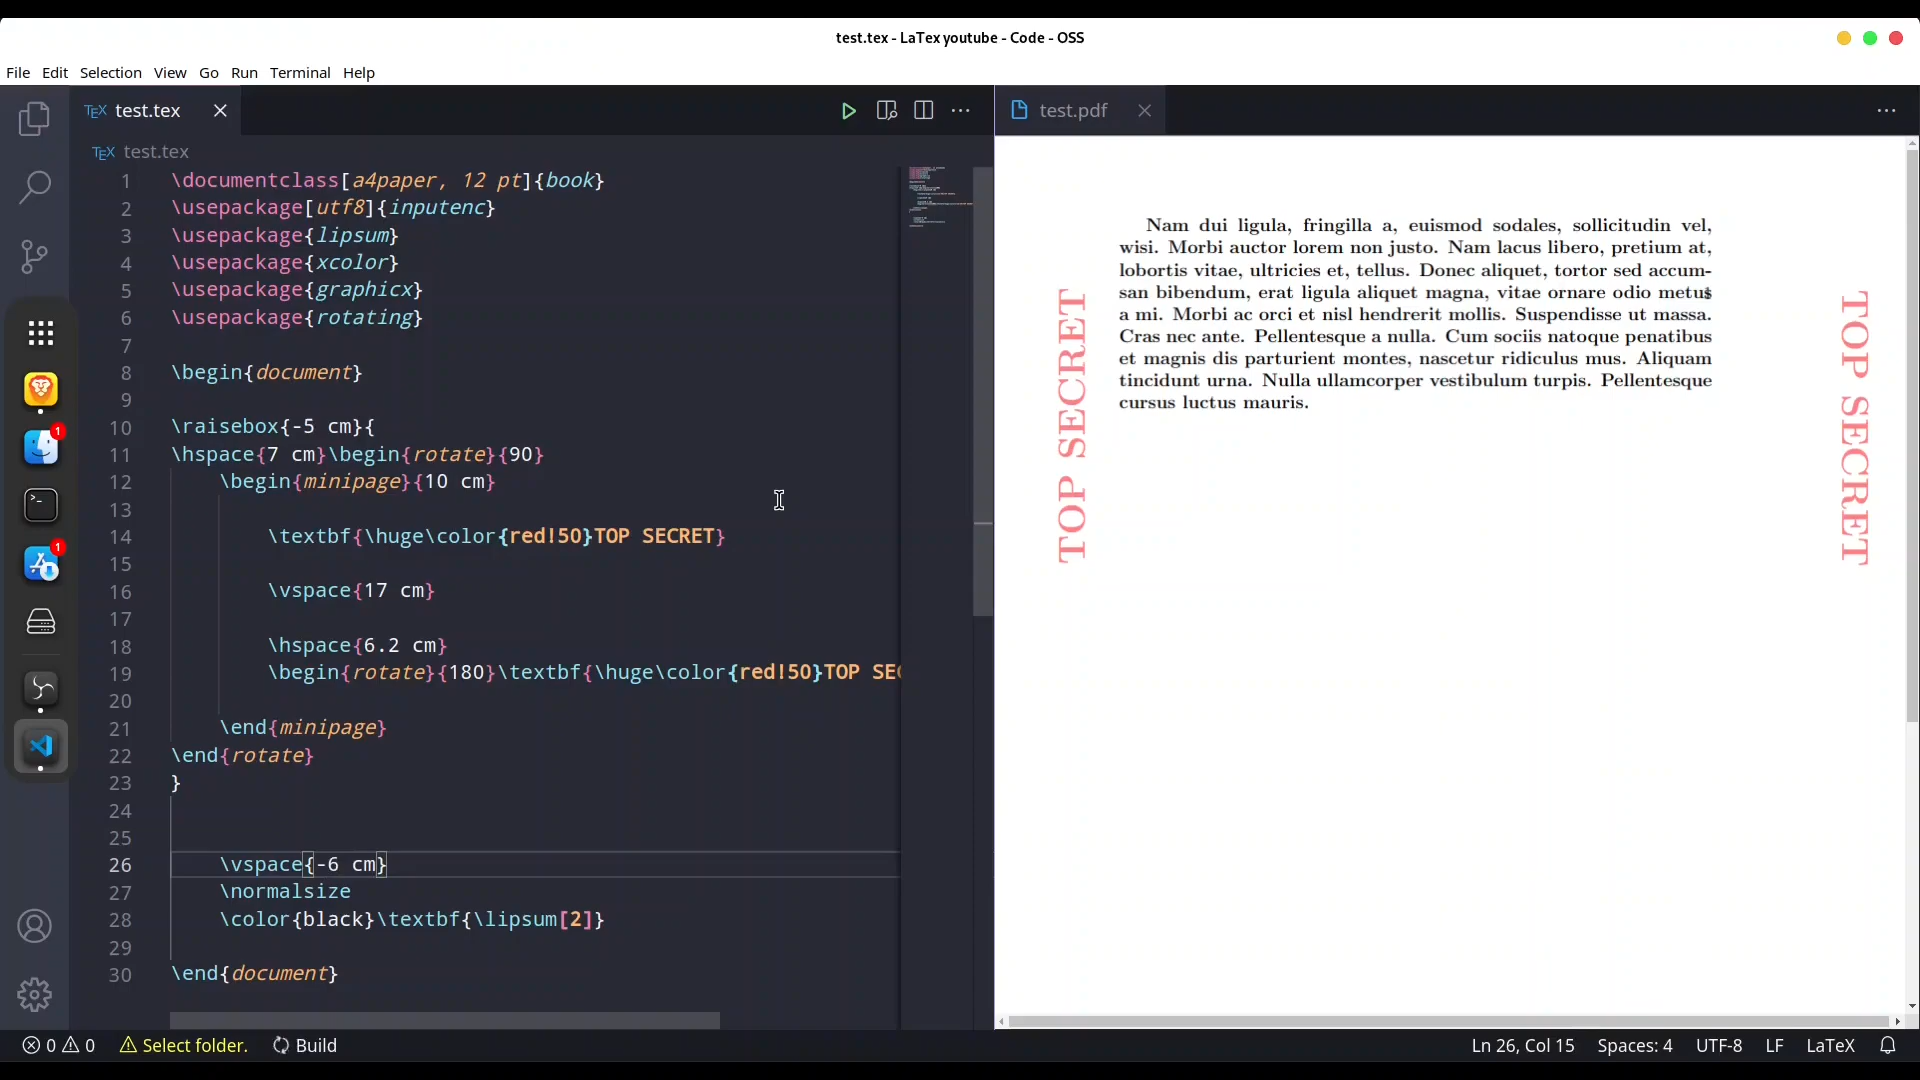 test.tex - LaTex youtube - Code - OSS
File Edit Selection View Go Run Terminal Help
TEX test.tex
TEX test.tex
1 \documentclass[a4paper, 12 pt]{book}
2 \usepackage[utf8]{inputenc}
3 \usepackage{lipsum}
4 \usepackage{xcolor}
5 \usepackage{graphicx}
6 \usepackage{rotating}
7
8 \begin{document}
9
10 \raisebox{-5 cm}{
11 \hspace{7 cm}\begin{rotate}{90}
12 \begin{minipage}{10 cm}
13
14 \textbf{\huge\color{red!50}TOP SECRET}
15
16 \vspace{17 cm}
17
18 \hspace{6.2 cm}
19 \begin{rotate}{180}\textbf{\huge\color{red!50}TOP SEC
20
21 \end{minipage}
22 \end{rotate}
23 }
24
25
26 \vspace{-6 cm}
27 \normalsize
28 \color{black}\textbf{\lipsum[2]}
29
30 \end{document}
test.pdf
Nam dui ligula, fringilla a, euismod sodales, sollicitudin vel,
wisi. Morbi auctor lorem non justo. Nam lacus libero, pretium at,
lobortis vitae, ultricies et, tellus. Donec aliquet, tortor sed accum-
san bibendum, erat ligula aliquet magna, vitae ornare odio metus
a mi. Morbi ac orci et nisl hendrerit mollis. Suspendisse ut massa.
Cras nec ante. Pellentesque a nulla. Cum sociis natoque penatibus
et magnis dis parturient montes, nascetur ridiculus mus. Aliquam
tincidunt urna. Nulla ullamcorper vestibulum turpis. Pellentesque
cursus luctus mauris.
TOP SECRET
TOP SECRET
1
1
0 0 Select folder. Build
Ln 26, Col 15 Spaces: 4 UTF-8 LF LaTeX